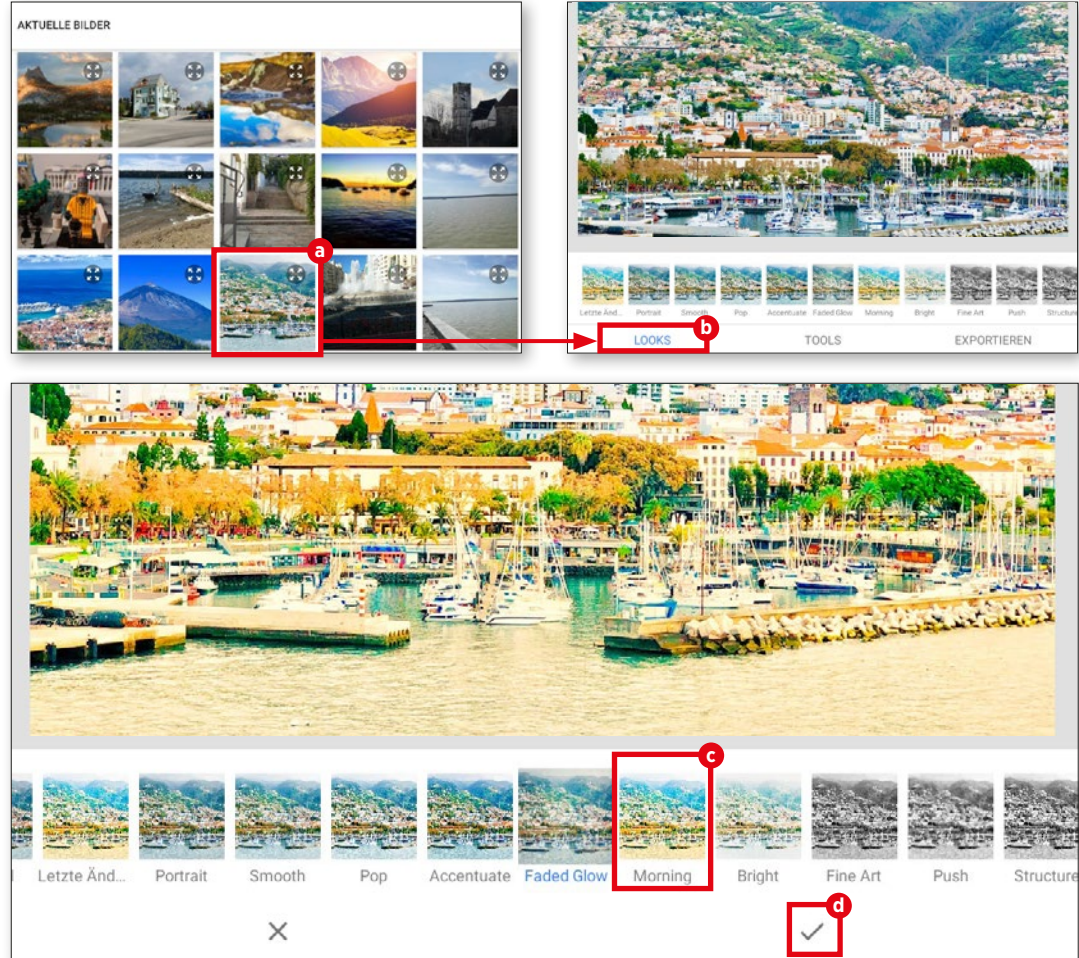 AKTUELLE BILDER
a
Letzte Änd... Portrait Smooth Pop Accentuate Faded Glow Morning Bright Fine Art Push Structure
b
LOOKS TOOLS EXPORTIEREN
c
Letzte Änd... Portrait Smooth Pop Accentuate Faded Glow Morning Bright Fine Art Push Structure
d